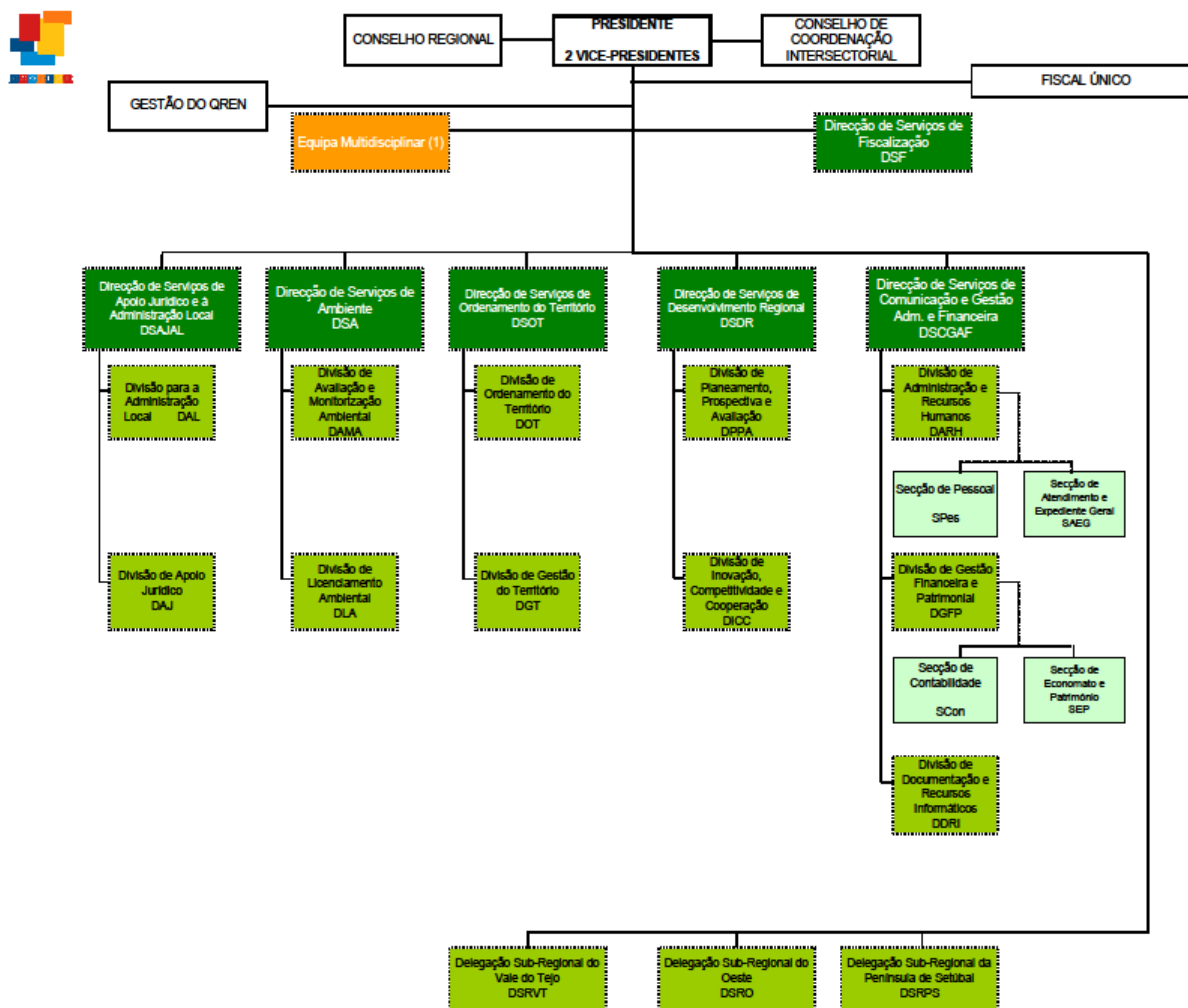 CONSELHO REGIONAL
PRESIDENTE
2 VICE-PRESIDENTES
CONSELHO DE
COORDENAÇÃO
INTERSECTORIAL
FISCAL ÚNICO
GESTÃO DO QREN
Equipa Multidisciplinar (1)
Direcção de Serviços de
Fiscalização
DSF
Direcção de Serviços de
Apoio Jurídico e à
Administração Local
DSAJAL
Direcção de Serviços de
Ambiente
DSA
Direcção de Serviços de
Ordenamento do Território
DSOT
Direcção de Serviços de
Desenvolvimento Regional
DSDR
Direcção de Serviços de
Comunicação e Gestão
Adm. e Financeira
DSCGAF
Divisão para a
Administração
Local DAL
Divisão de
Avaliação e
Monitorização
Ambiental
DAMA
Divisão de
Ordenamento do
Território
DOT
Divisão de
Planeamento,
Prospectiva e
Avaliação
DPPA
Divisão de
Administração e
Recursos
Humanos
DARH
Secção de Pessoal
SPes
Secção de
Atendimento e
Expediente Geral
SAEG
Divisão de Apoio
Jurídico
DAJ
Divisão de
Licenciamento
Ambiental
DLA
Divisão de Gestão
do Território
DGT
Divisão de
Inovação,
Competitividade e
Cooperação
DICC
Divisão de Gestão
Financeira e
Patrimonial
DGFP
Secção de
Contabilidade
SCon
Secção de
Economato e
Património
SEP
Divisão de
Documentação e
Recursos
Informáticos
DDRI
Delegação Sub-Regional do
Vale do Tejo
DSRVT
Delegação Sub-Regional do
Oeste
DSRO
Delegação Sub-Regional da
Península de Setúbal
DSRPS